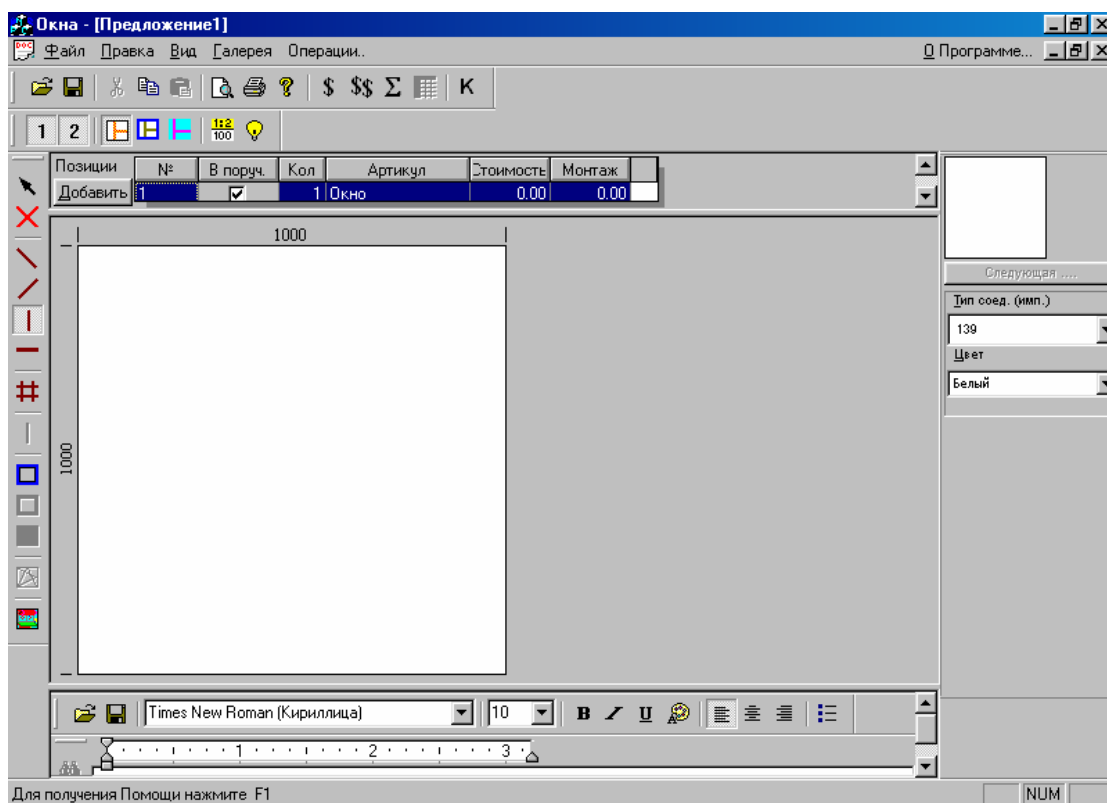 Окна - [Предложение1]
Файл Правка Вид Галерея Операции.. О Программе...
$ $$ Σ K
1 2 1:2 100
Позиции № В поруч. Кол Артикул Стоимость Монтаж
Добавить 1 1 Окно 0.00 0.00
1000
1000
Следующая ....
Тип соед. (имп.)
139
Цвет
Белый
Times New Roman (Кириллица) 10 B I U
1 2 3
Для получения Помощи нажмите F1 NUM